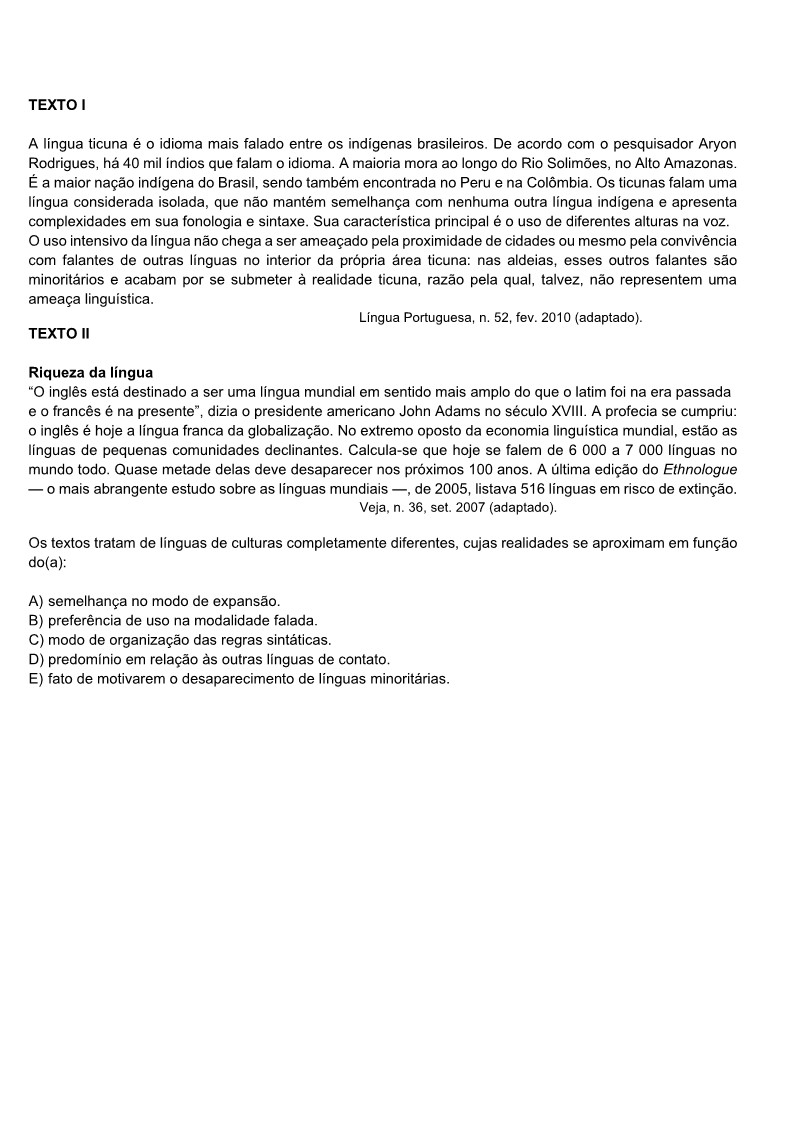 TEXTO I
A língua ticuna é o idioma mais falado entre os indígenas brasileiros. De acordo com o pesquisador Aryon
Rodrigues, há 40 mil índios que falam o idioma. A maioria mora ao longo do Rio Solimões, no Alto Amazonas.
É a maior nação indígena do Brasil, sendo também encontrada no Peru e na Colômbia. Os ticunas falam uma
língua considerada isolada, que não mantém semelhança com nenhuma outra língua indígena e apresenta
complexidades em sua fonologia e sintaxe. Sua característica principal é o uso de diferentes alturas na voz.
O uso intensivo da língua não chega a ser ameaçado pela proximidade de cidades ou mesmo pela convivência
com falantes de outras línguas no interior da própria área ticuna: nas aldeias, esses outros falantes são
minoritários e acabam por se submeter à realidade ticuna, razão pela qual, talvez, não representem uma
ameaça linguística.
Língua Portuguesa, n. 52, fev. 2010 (adaptado).
TEXTO II
Riqueza da língua
“O inglês está destinado a ser uma língua mundial em sentido mais amplo do que o latim foi na era passada
e o francês é na presente”, dizia o presidente americano John Adams no século XVIII. A profecia se cumpriu:
o inglês é hoje a língua franca da globalização. No extremo oposto da economia linguística mundial, estão as
línguas de pequenas comunidades declinantes. Calcula-se que hoje se falem de 6 000 a 7 000 línguas no
mundo todo. Quase metade delas deve desaparecer nos próximos 100 anos. A última edição do Ethnologue
— o mais abrangente estudo sobre as línguas mundiais —, de 2005, listava 516 línguas em risco de extinção.
Veja, n. 36, set. 2007 (adaptado).
Os textos tratam de línguas de culturas completamente diferentes, cujas realidades se aproximam em função
do(a):
A) semelhança no modo de expansão.
B) preferência de uso na modalidade falada.
C) modo de organização das regras sintáticas.
D) predomínio em relação às outras línguas de contato.
E) fato de motivarem o desaparecimento de línguas minoritárias.